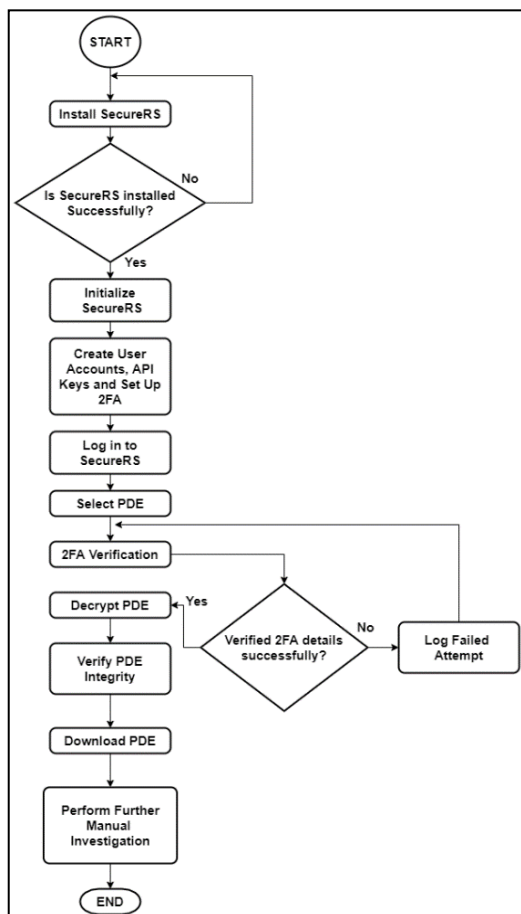 START
Install SecureRS
No
Is SecureRS installed
Successfully?
Yes
Initialize
SecureRS
Create User
Accounts, API
Keys and Set Up
2FA
Log in to
SecureRS
Select PDE
2FA Verification
Decrypt PDE
Yes
Verified 2FA details
successfully?
No
Log Failed
Attempt
Verify PDE
Integrity
Download PDE
Perform Further
Manual
Investigation
END